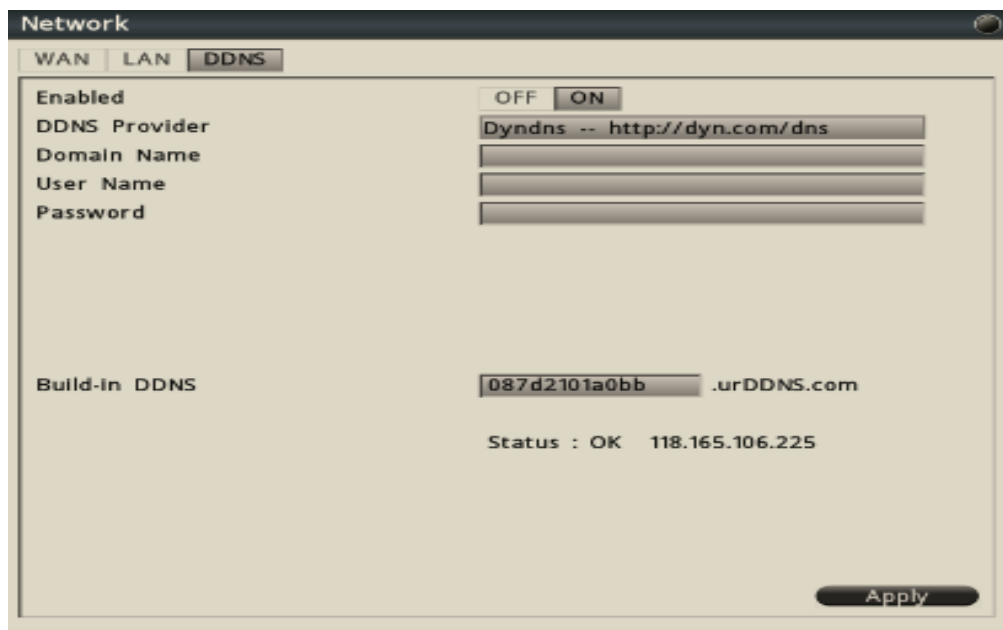 Network
WAN LAN DDNS
Enabled OFF ON
DDNS Provider Dyndns -- http://dyn.com/dns
Domain Name
User Name
Password
Build-in DDNS 087d2101a0bb .urDDNS.com
Status : OK 118.165.106.225
Apply